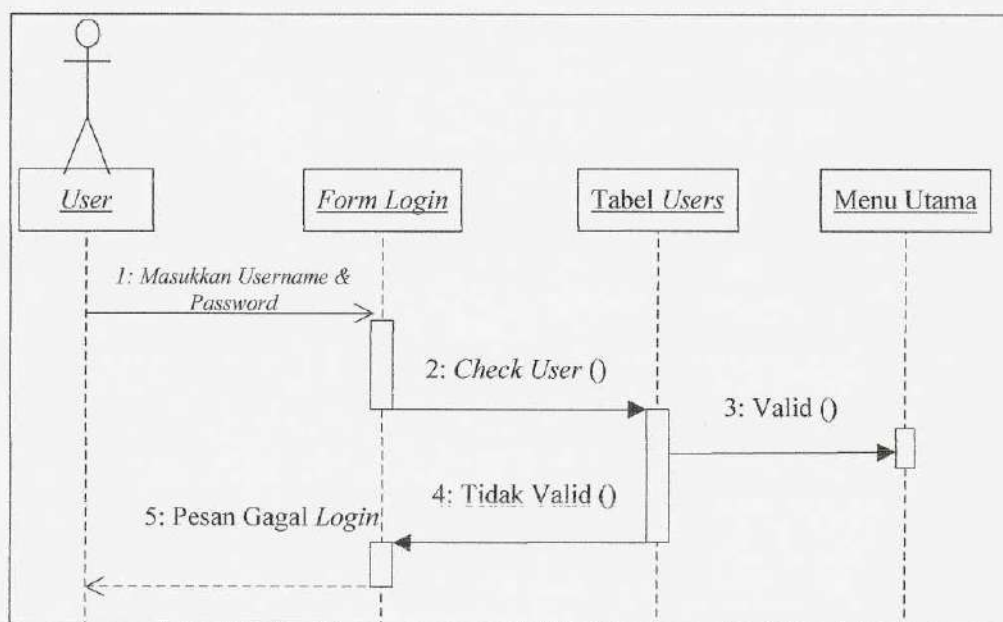 User
Form Login
Tabel Users
Menu Utama
1: Masukkan Username &
Password
2: Check User ()
3: Valid ()
4: Tidak Valid ()
5: Pesan Gagal Login